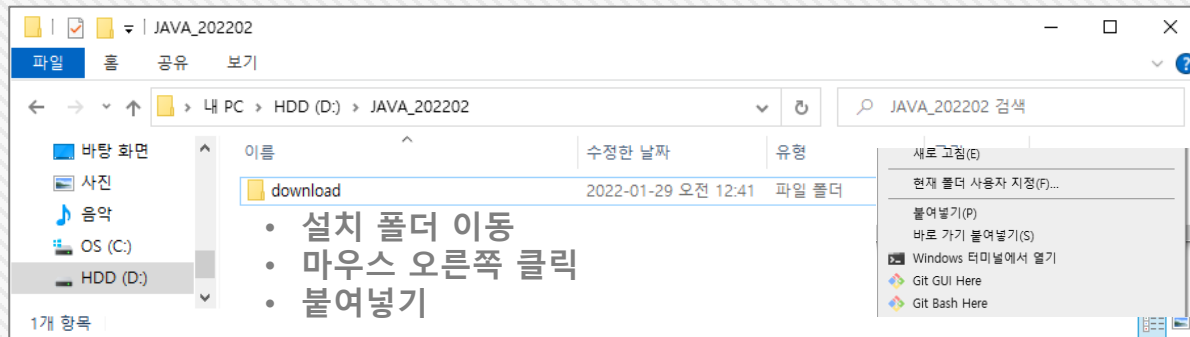 JAVA_202202
파일 홈 공유 보기
내 PC > HDD (D:) > JAVA_202202
JAVA_202202 검색
바탕 화면
사진
음악
OS (C:)
HDD (D:)
이름 수정한 날짜 유형
download 2022-01-29 오전 12:41 파일 폴더
• 설치 폴더 이동
• 마우스 오른쪽 클릭
• 붙여넣기
새로 고침(E)
현재 폴더 사용자 지정(F)...
붙여넣기(P)
바로 가기 붙여넣기(S)
Windows 터미널에서 열기
Git GUI Here
Git Bash Here
1개 항목